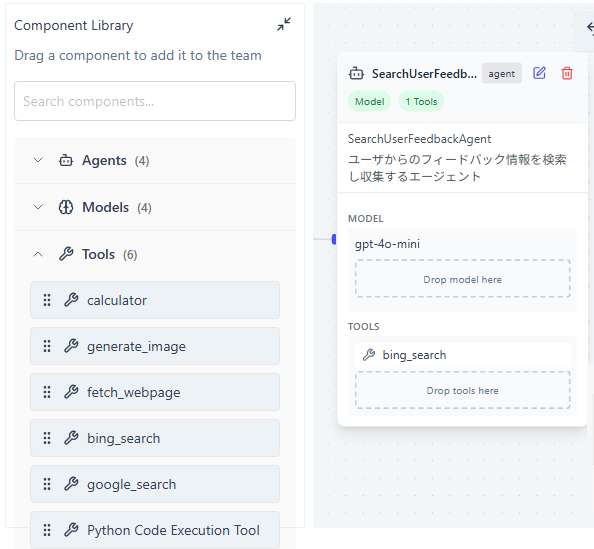 Component Library
Drag a component to add it to the team
Search components...
Agents (4)
Models (4)
Tools (6)
calculator
generate_image
fetch_webpage
bing_search
google_search
Python Code Execution Tool
SearchUserFeedb... agent
Model 1 Tools
SearchUserFeedbackAgent
ユーザからのフィードバック情報を検索
し収集するエージェント
MODEL
gpt-4o-mini
Drop model here
TOOLS
bing_search
Drop tools here